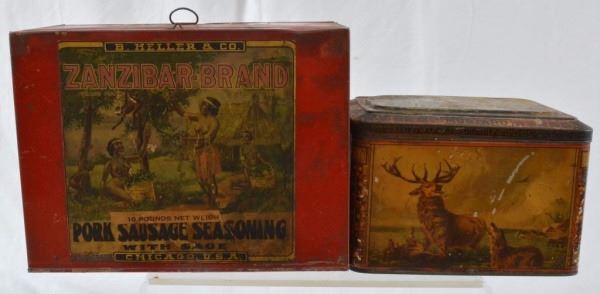 B. HELLER & CO.
ZANZIBAR-BRAND
10 POUNDS NET WEIGHT
PORK SAUSAGE SEASONING
WITH SAGE
CHICAGO, U.S.A.